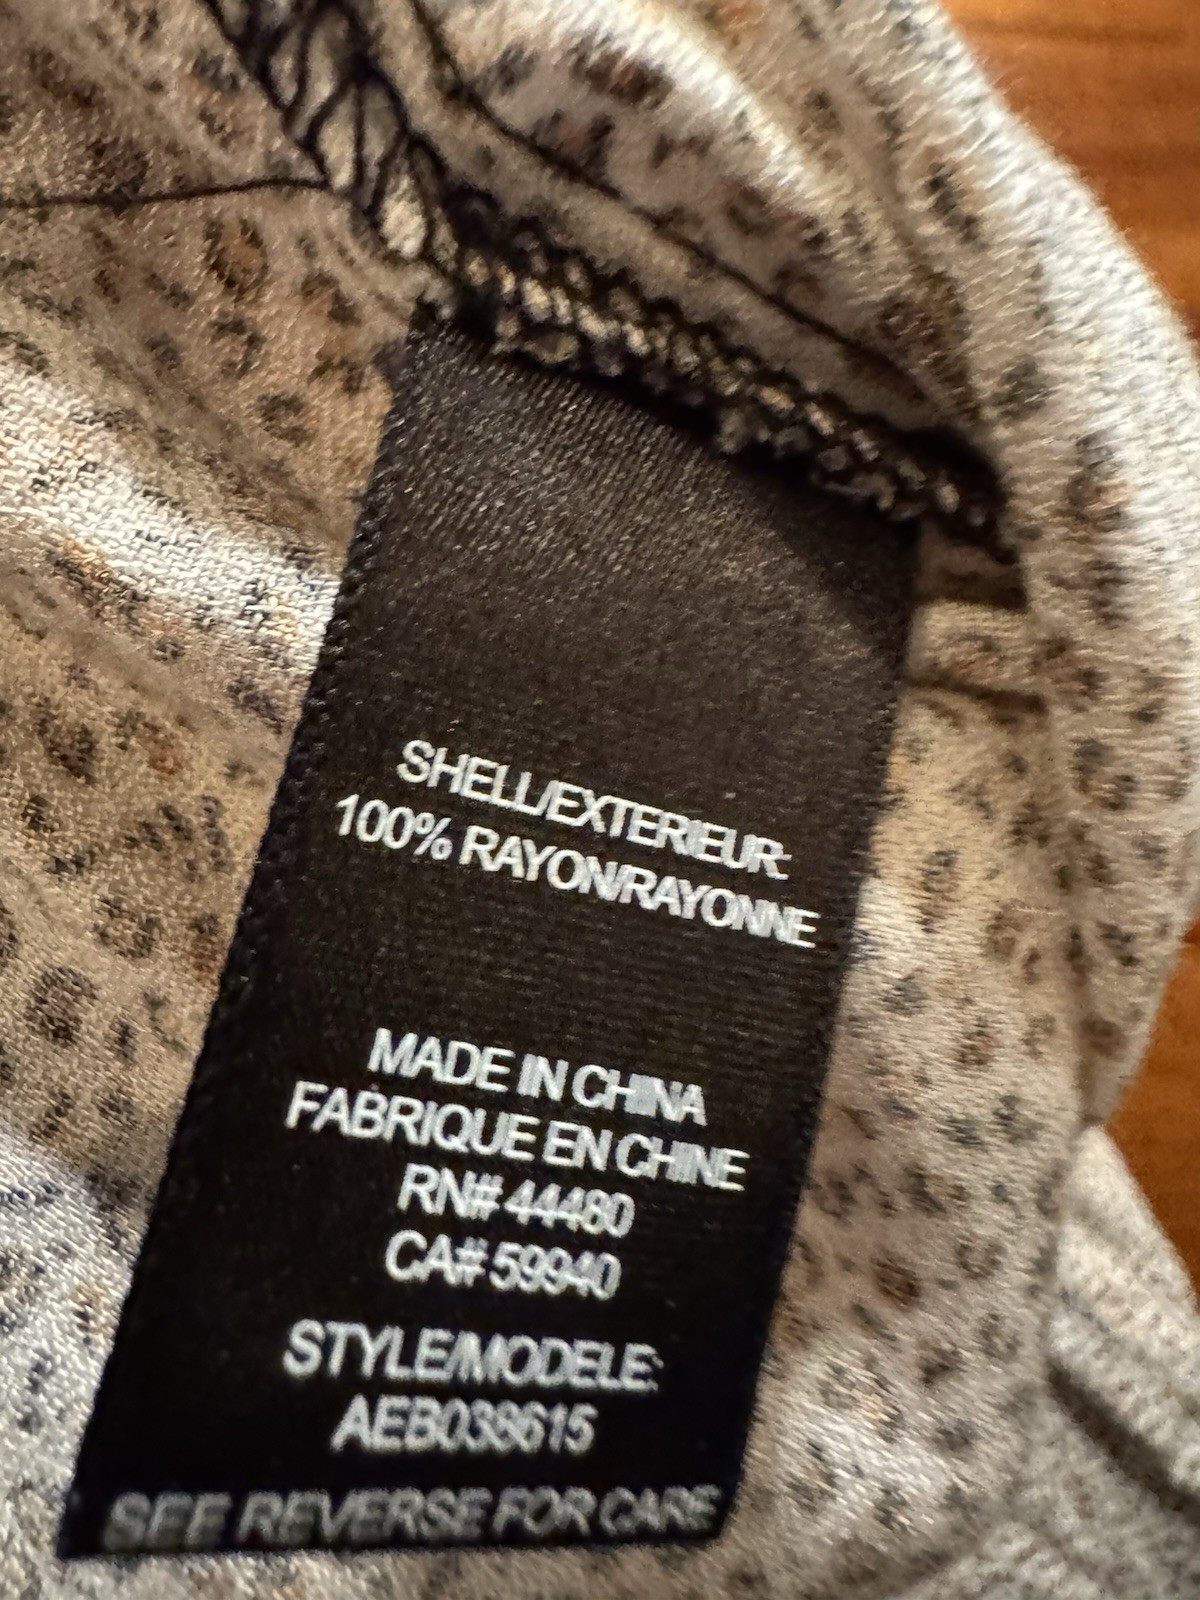 SHELL/EXTERIEUR:
100% RAYON/RAYONNE
MADE IN CHINA
FABRIQUE EN CHINE
RN# 44480
CA# 59940
STYLE/MODELE:
AEB038615
SEE REVERSE FOR CARE